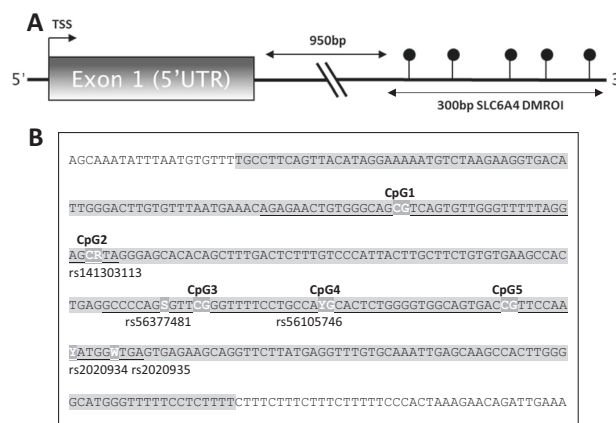 A
TSS
950bp
5'
Exon 1 (5'UTR)
3'
300bp SLC6A4 DMROI
B
AGCAAATATTTAATGTGTTTTGCCTTCAGTTACATAGGAAAAATGTCTAAGAAGGTGACA
CpG1
TTGGGACTTGTGTTTAATGAAACAGAGAACTGTGGGCAGCGTCAGTGTTGGGTTTTTAGG
CpG2
AGCRTAGGGAGCACACAGCTTTGACTCTTTGTCCCATTACTTGCTTCTGTGTGAAGCCAC
rs141303113
CpG3 CpG4 CpG5
TGAGGCCCCAGSGTTCGGGTTTTCCTGCCAYGCACTCTGGGGTGGCAGTGACCGTTCCAA
rs56377481 rs56105746
YATGGWTGAGTGAGAAGCAGGTTCTTATGAGGTTTGTGCAAATTGAGCAAGCCACTTGGG
rs2020934 rs2020935
GCATGGGTTTTTCCTCTTTTCTTTCTTTCTTTCTTTTTCCCACTAAAGAACAGATTGAAA